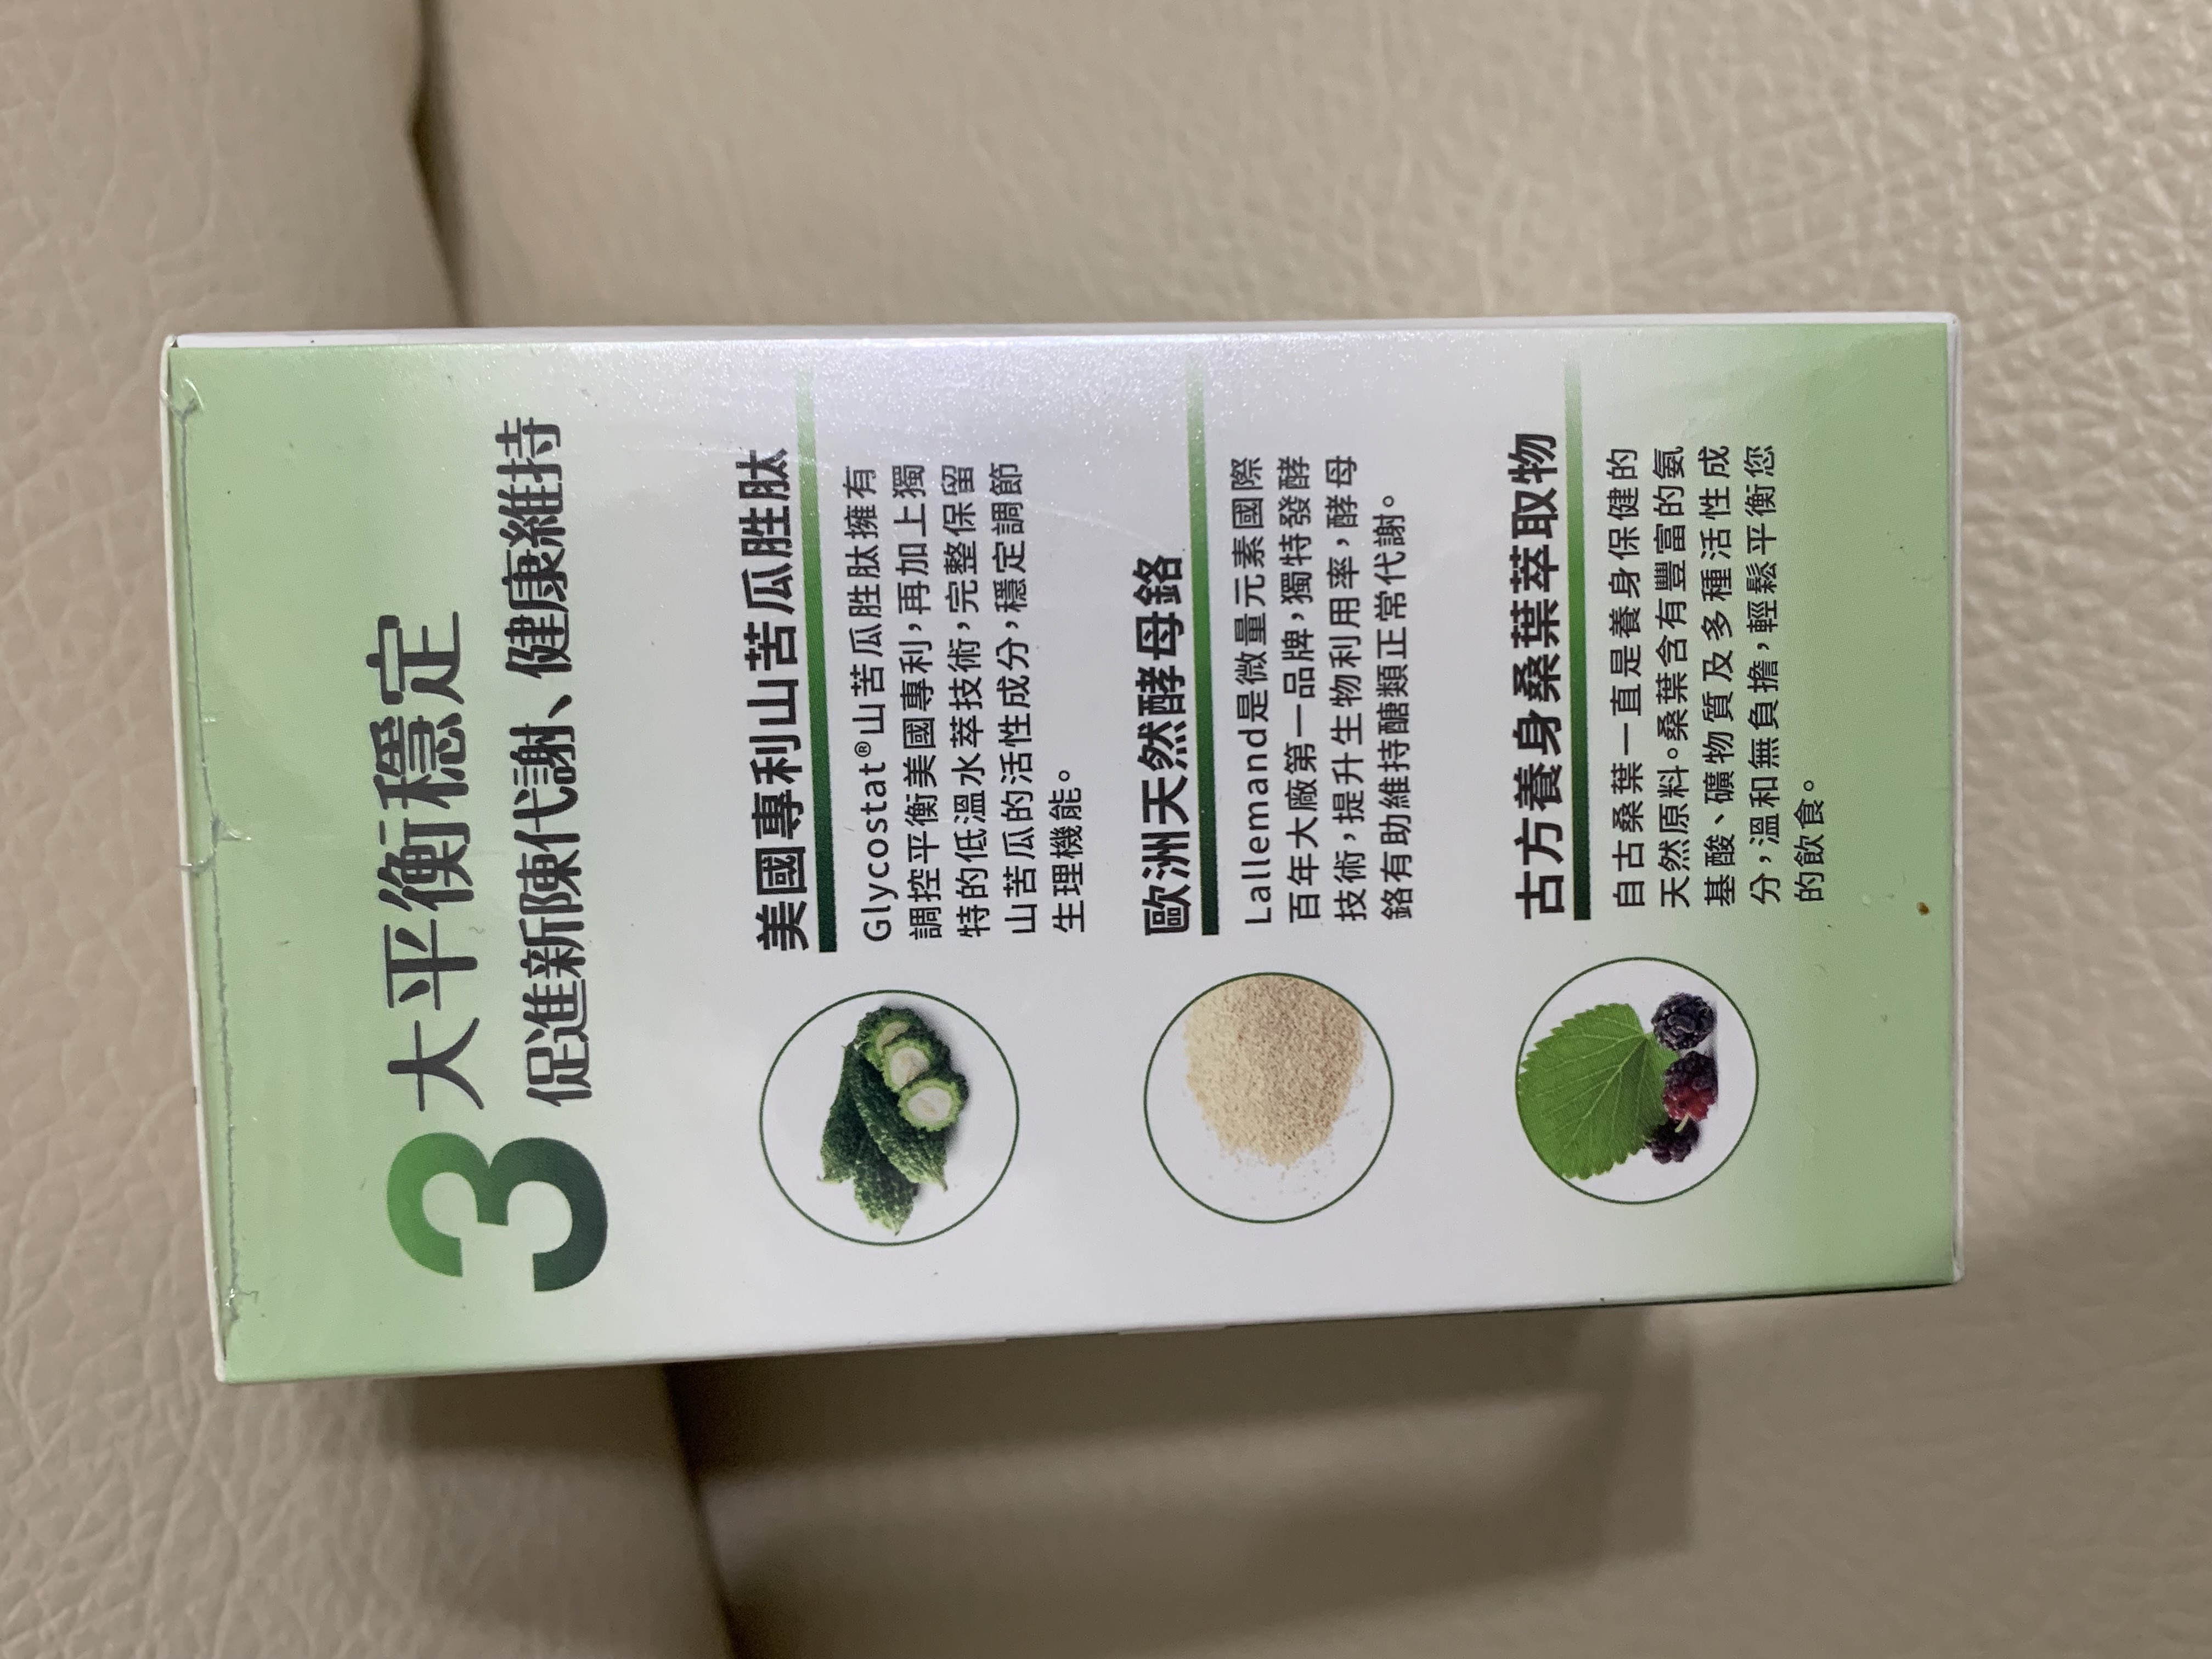 3大平衡穩定
促進新陳代謝、健康維持
美國專利山苦瓜胜肽
Glycostat®山苦瓜胜肽擁有
調控平衡美國專利，再加上獨
特的低溫水萃技術，完整保留
山苦瓜的活性成分，穩定調節
生理機能。
歐洲天然酵母鉻
Lallemand是微量元素國際
百年大廠第一品牌，獨特發酵
技術，提升生物利用率，酵母
鉻有助維持醣類正常代謝。
古方養身桑葉萃取物
自古桑葉一直是養身保健的
天然原料。桑葉含有豐富的氨
基酸、礦物質及多種活性成
分，溫和無負擔，輕鬆平衡您
的飲食。